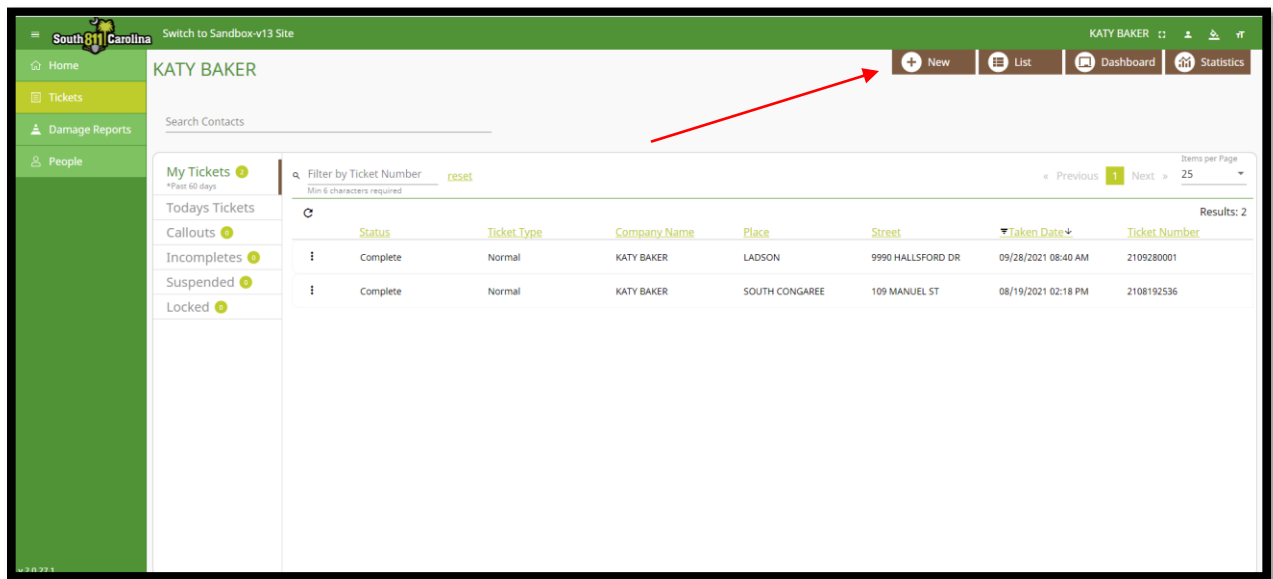 South 811 Carolina
Switch to Sandbox-v13 Site
KATY BAKER
Home
Tickets
Damage Reports
People
KATY BAKER
New
List
Dashboard
Statistics
Search Contacts
My Tickets 2
*Past 60 days
Todays Tickets
Callouts 0
Incompletes 0
Suspended 0
Locked 0
Filter by Ticket Number reset
Min 6 characters required
« Previous 1 Next »
Items per Page
25
Results: 2
Status Ticket Type Company Name Place Street Taken Date Ticket Number
Complete Normal KATY BAKER LADSON 9990 HALLSFORD DR 09/28/2021 08:40 AM 2109280001
Complete Normal KATY BAKER SOUTH CONGAREE 109 MANUEL ST 08/19/2021 02:18 PM 2108192536
v 2.0.27.1